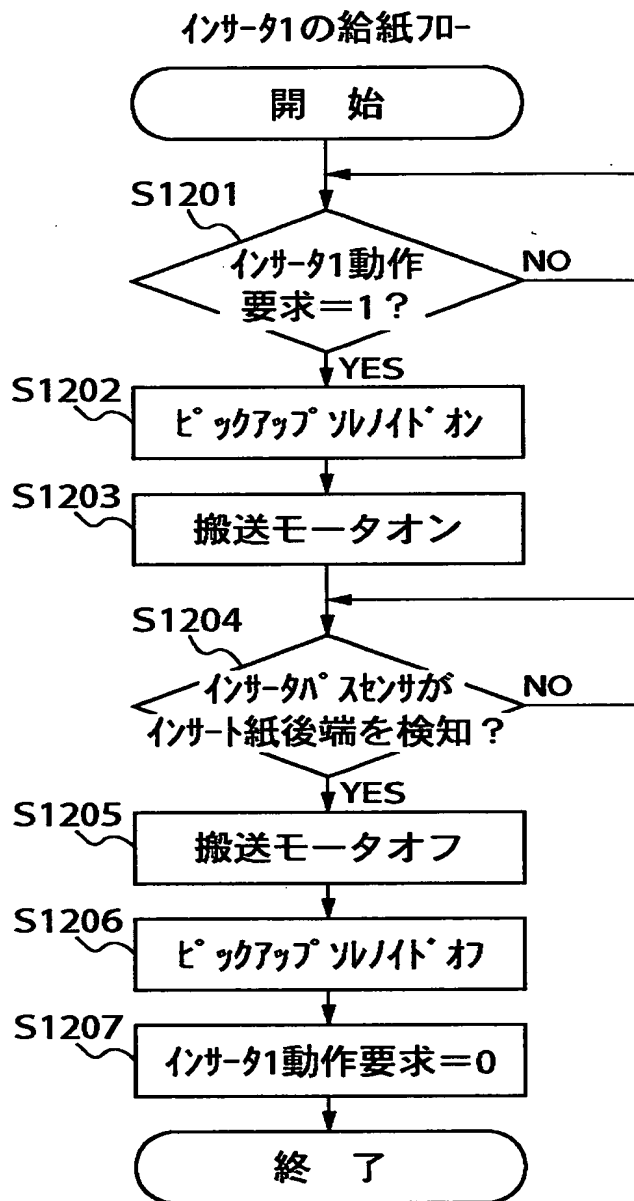 ｲﾝｻｰﾀ1の給紙ﾌﾛｰ
開　始
S1201
ｲﾝｻｰﾀ1動作
要求＝1？
NO
YES
S1202
ﾋﾟｯｸｱｯﾌﾟｿﾚﾉｲﾄﾞｵﾝ
S1203
搬送モータオン
S1204
ｲﾝｻｰﾀﾊﾟｽｾﾝｻが
ｲﾝｻｰﾄ紙後端を検知？
NO
YES
S1205
搬送モータオフ
S1206
ﾋﾟｯｸｱｯﾌﾟｿﾚﾉｲﾄﾞｵﾌ
S1207
ｲﾝｻｰﾀ1動作要求＝0
終　了